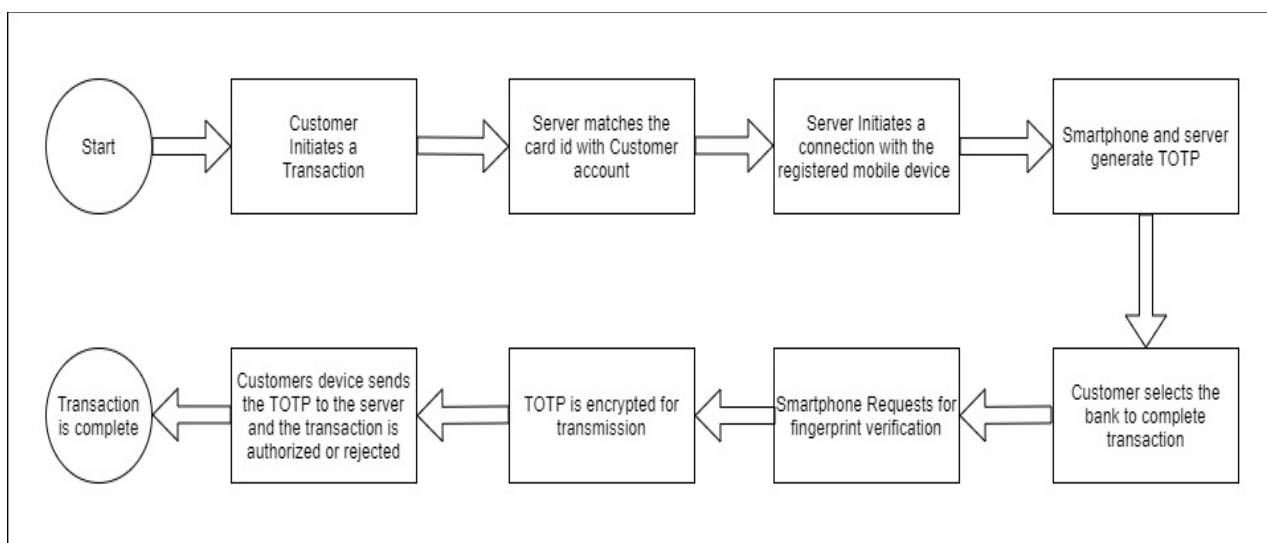 Start
Customer
Initiates a
Transaction
Server matches the
card id with Customer
account
Server Initiates a
connection with the
registered mobile device
Smartphone and server
generate TOTP
Customer selects the
bank to complete
transaction
Smartphone Requests for
fingerprint verification
TOTP is encrypted for
transmission
Customers device sends
the TOTP to the server
and the transaction is
authorized or rejected
Transaction
is complete